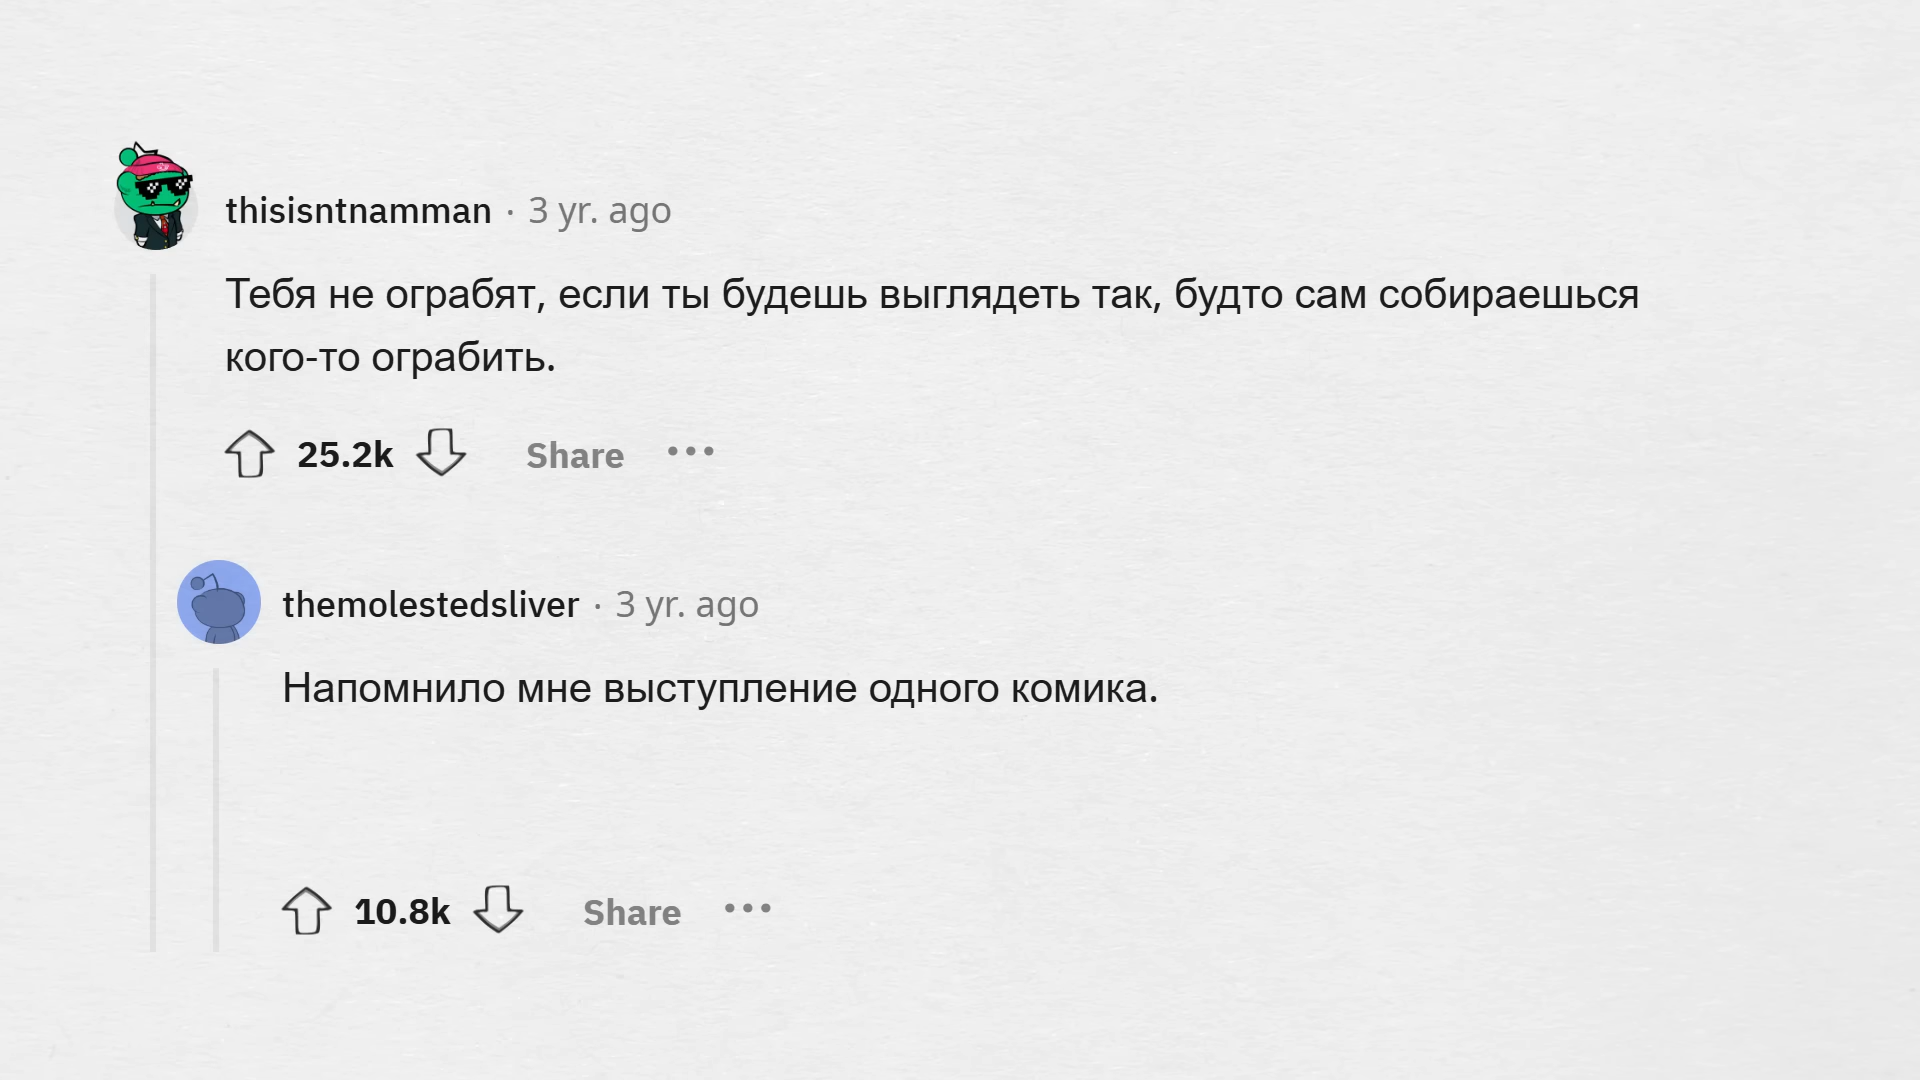 thisisntnamman · 3 yr. ago
Тебя не ограбят, если ты будешь выглядеть так, будто сам собираешься
кого-то ограбить.
25.2k Share •••
themolestedsliver · 3 yr. ago
Напомнило мне выступление одного комика.
10.8k Share •••